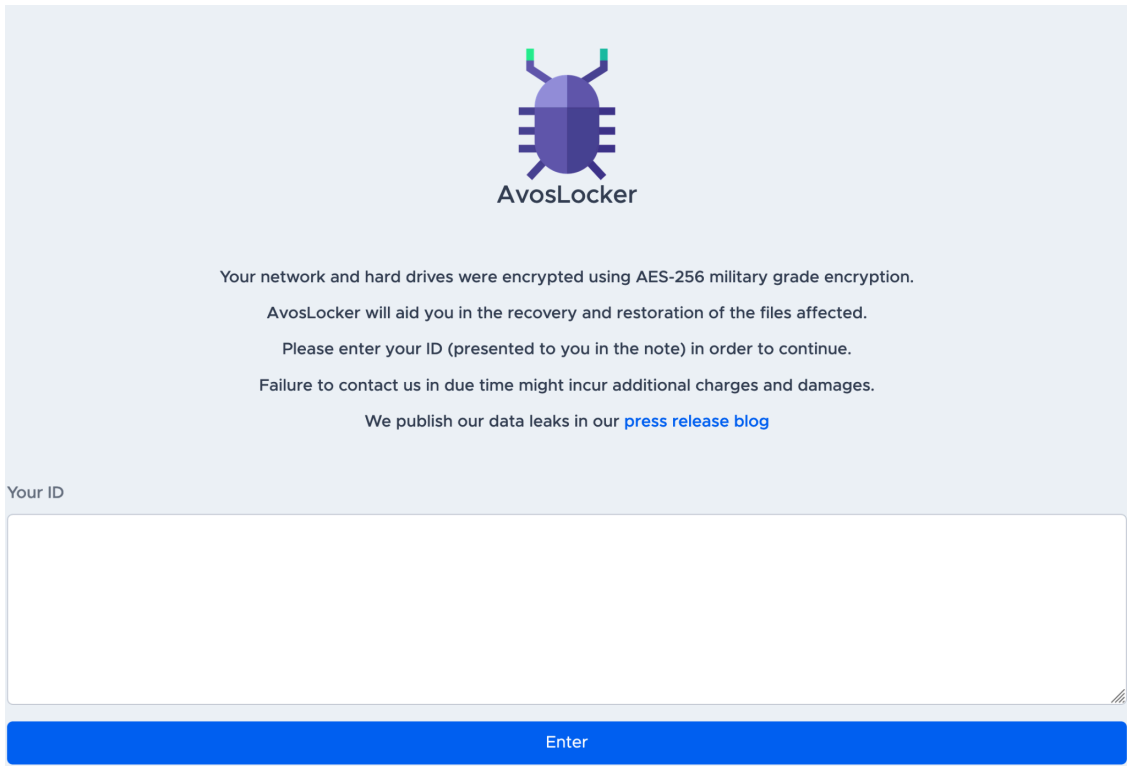 AvosLocker
Your network and hard drives were encrypted using AES-256 military grade encryption.
AvosLocker will aid you in the recovery and restoration of the files affected.
Please enter your ID (presented to you in the note) in order to continue.
Failure to contact us in due time might incur additional charges and damages.
We publish our data leaks in our press release blog
Your ID
Enter